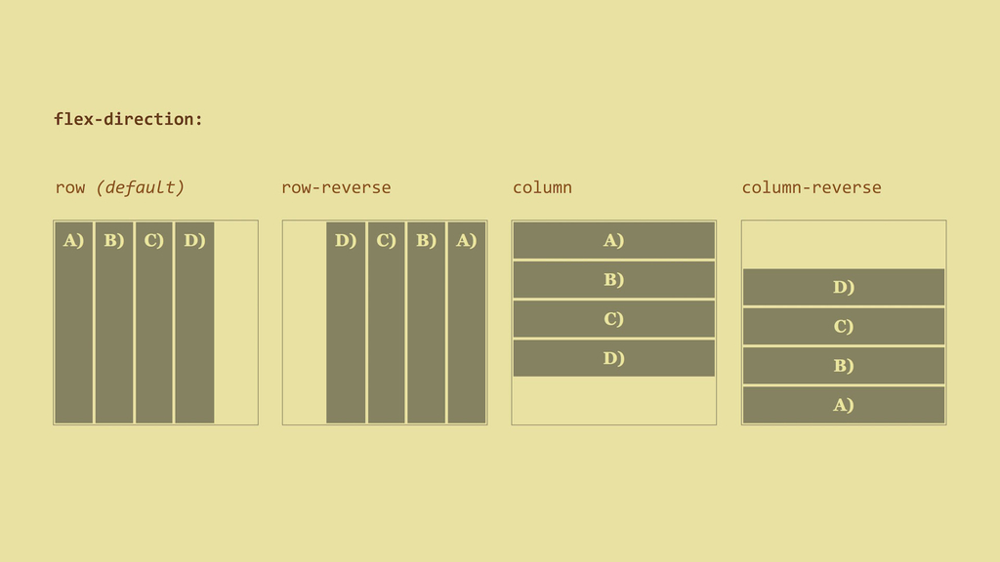 flex-direction:
row (default)
A) B) C) D)
row-reverse
D) C) B) A)
column
A)
B)
C)
D)
column-reverse
D)
C)
B)
A)